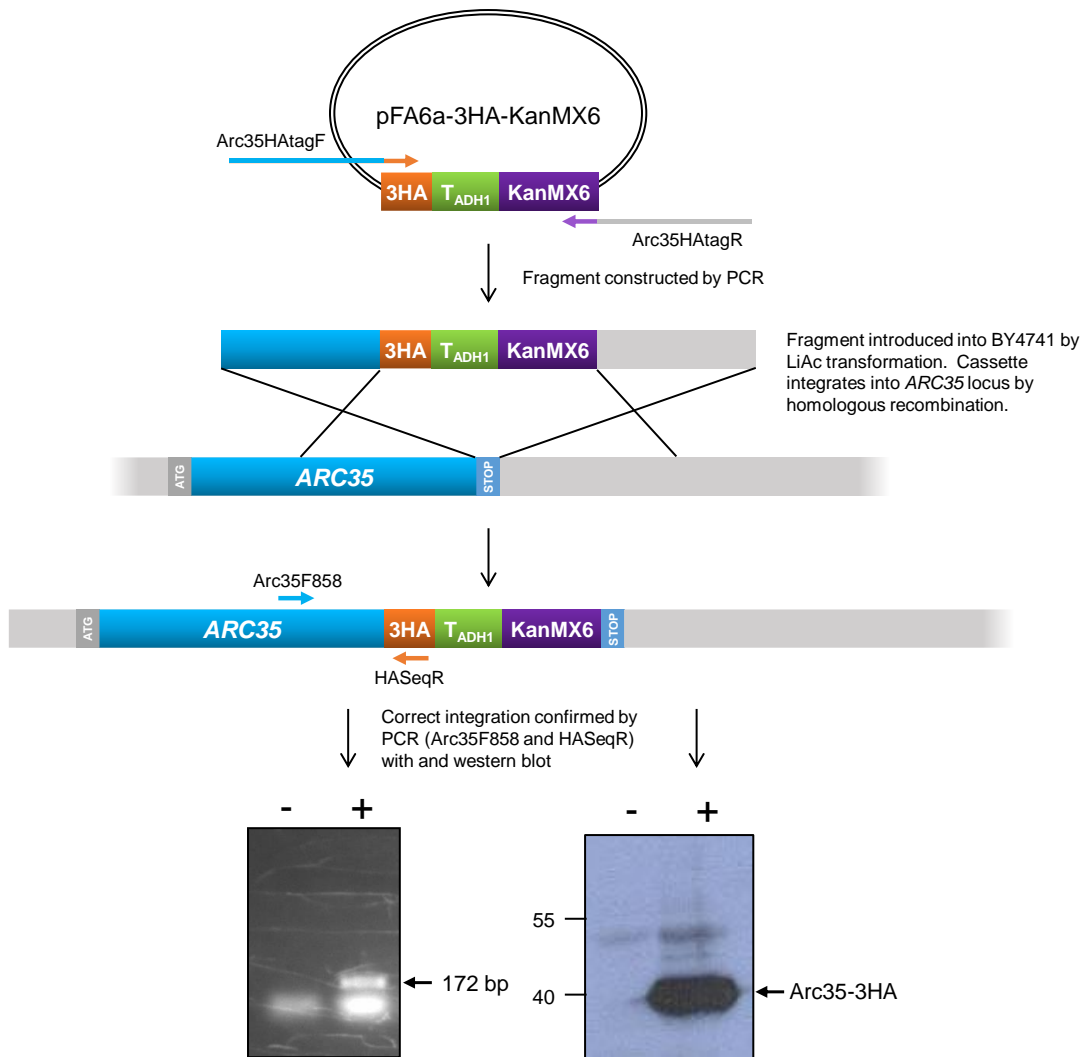 pFA6a-3HA-KanMX6
Arc35HAtagF
3HA TADH1 KanMX6
Arc35HAtagR
Fragment constructed by PCR
3HA TADH1 KanMX6
Fragment introduced into BY4741 by
LiAc transformation. Cassette
integrates into ARC35 locus by
homologous recombination.
ATG ARC35 STOP
Arc35F858
ATG ARC35 3HA TADH1 KanMX6 STOP
HASeqR
Correct integration confirmed by
PCR (Arc35F858 and HASeqR)
with and western blot
- +
- +
172 bp
55
40
Arc35-3HA